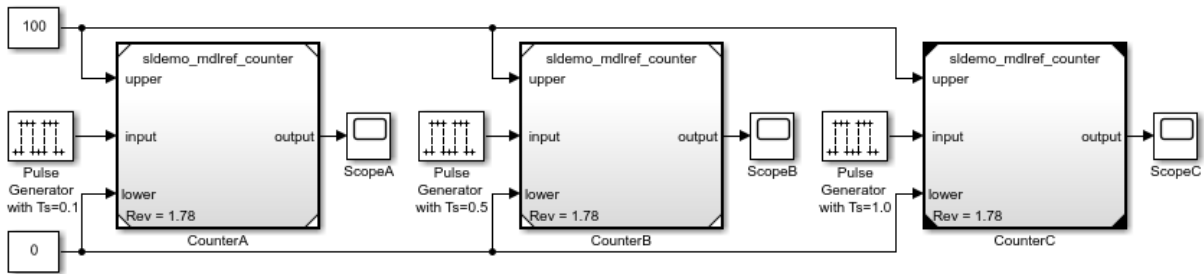 100
sldemo_mdlref_counter
upper
input
output
lower
Rev = 1.78
CounterA
Pulse
Generator
with Ts=0.1
ScopeA
sldemo_mdlref_counter
upper
input
output
lower
Rev = 1.78
CounterB
Pulse
Generator
with Ts=0.5
ScopeB
sldemo_mdlref_counter
upper
input
output
lower
Rev = 1.78
CounterC
Pulse
Generator
with Ts=1.0
ScopeC
0